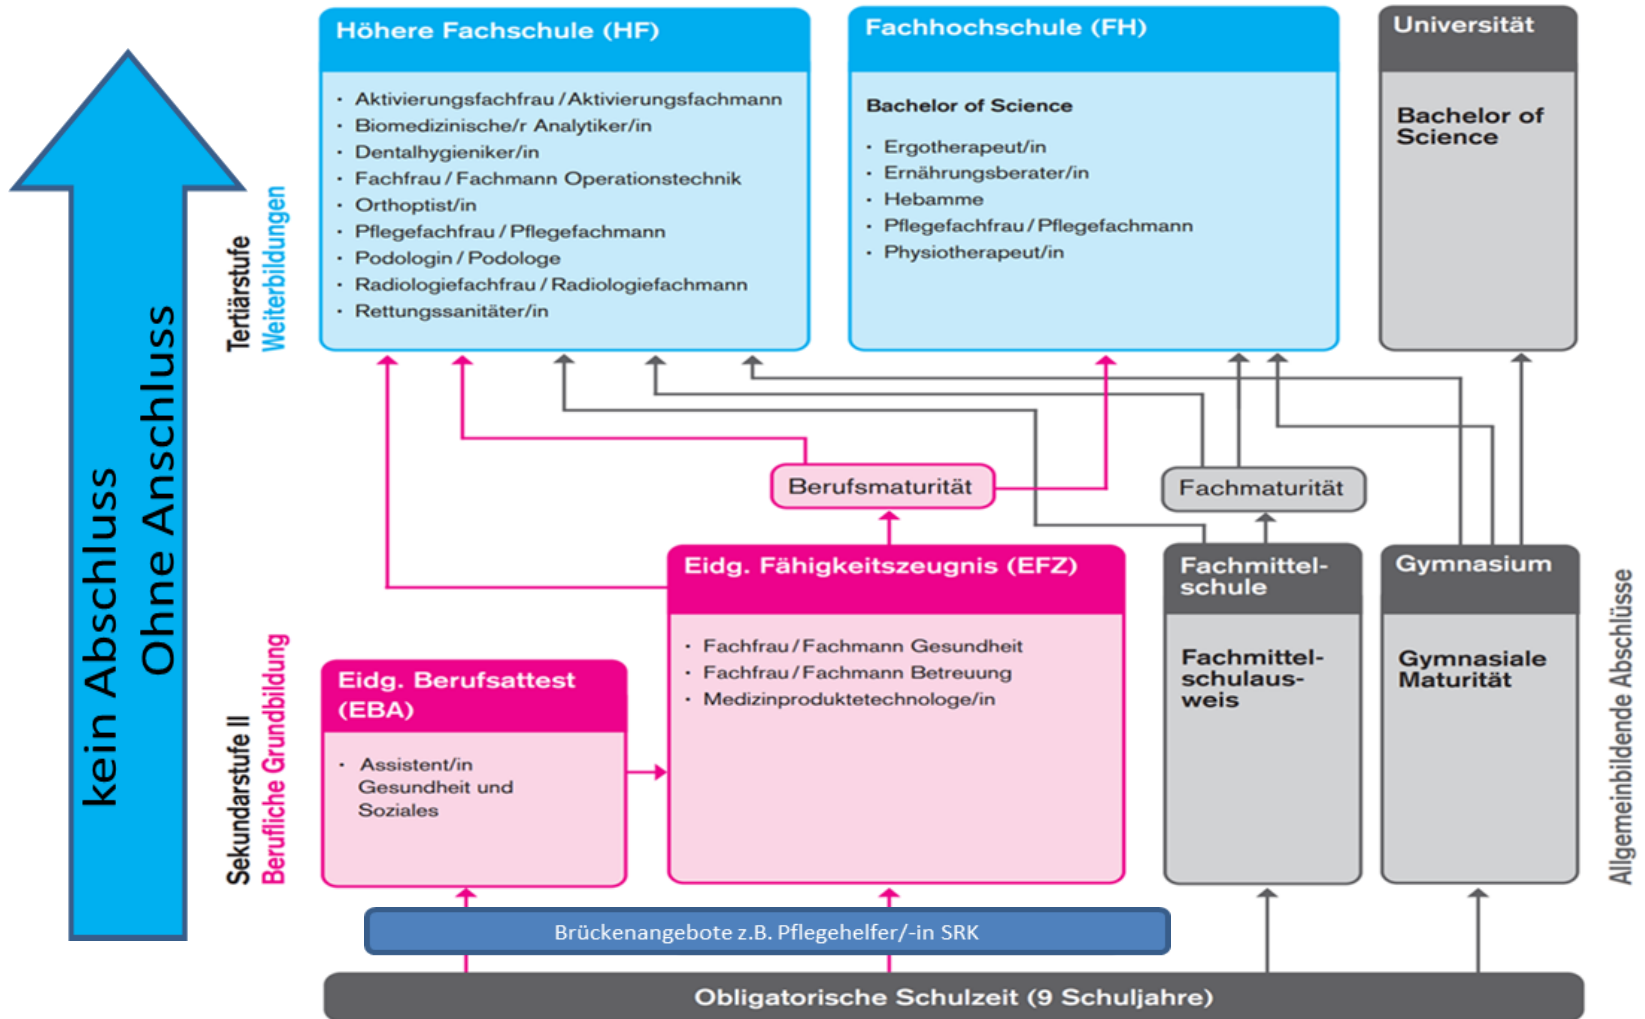 Höhere Fachschule (HF)
· Aktivierungsfachfrau / Aktivierungsfachmann
· Biomedizinische/r Analytiker/in
· Dentalhygieniker/in
· Fachfrau / Fachmann Operationstechnik
· Orthoptist/in
· Pflegefachfrau / Pflegefachmann
· Podologin / Podologe
· Radiologiefachfrau / Radiologiefachmann
· Rettungssanitäter/in
Fachhochschule (FH)
Bachelor of Science
· Ergotherapeut/in
· Ernährungsberater/in
· Hebamme
· Pflegefachfrau / Pflegefachmann
· Physiotherapeut/in
Universität
Bachelor of
Science
Tertiärstufe
Weiterbildungen
kein Abschluss
Ohne Anschluss
Berufsmaturität
Fachmaturität
Eidg. Fähigkeitszeugnis (EFZ)
· Fachfrau / Fachmann Gesundheit
· Fachfrau / Fachmann Betreuung
· Medizinproduktetechnologe/in
Fachmittel-
schule
Fachmittel-
schulaus-
weis
Gymnasium
Gymnasiale
Maturität
Eidg. Berufsattest
(EBA)
· Assistent/in
Gesundheit und
Soziales
Sekundarstufe II
Berufliche Grundbildung
Allgemeinbildende Abschlüsse
Brückenangebote z.B. Pflegehelfer/-in SRK
Obligatorische Schulzeit (9 Schuljahre)